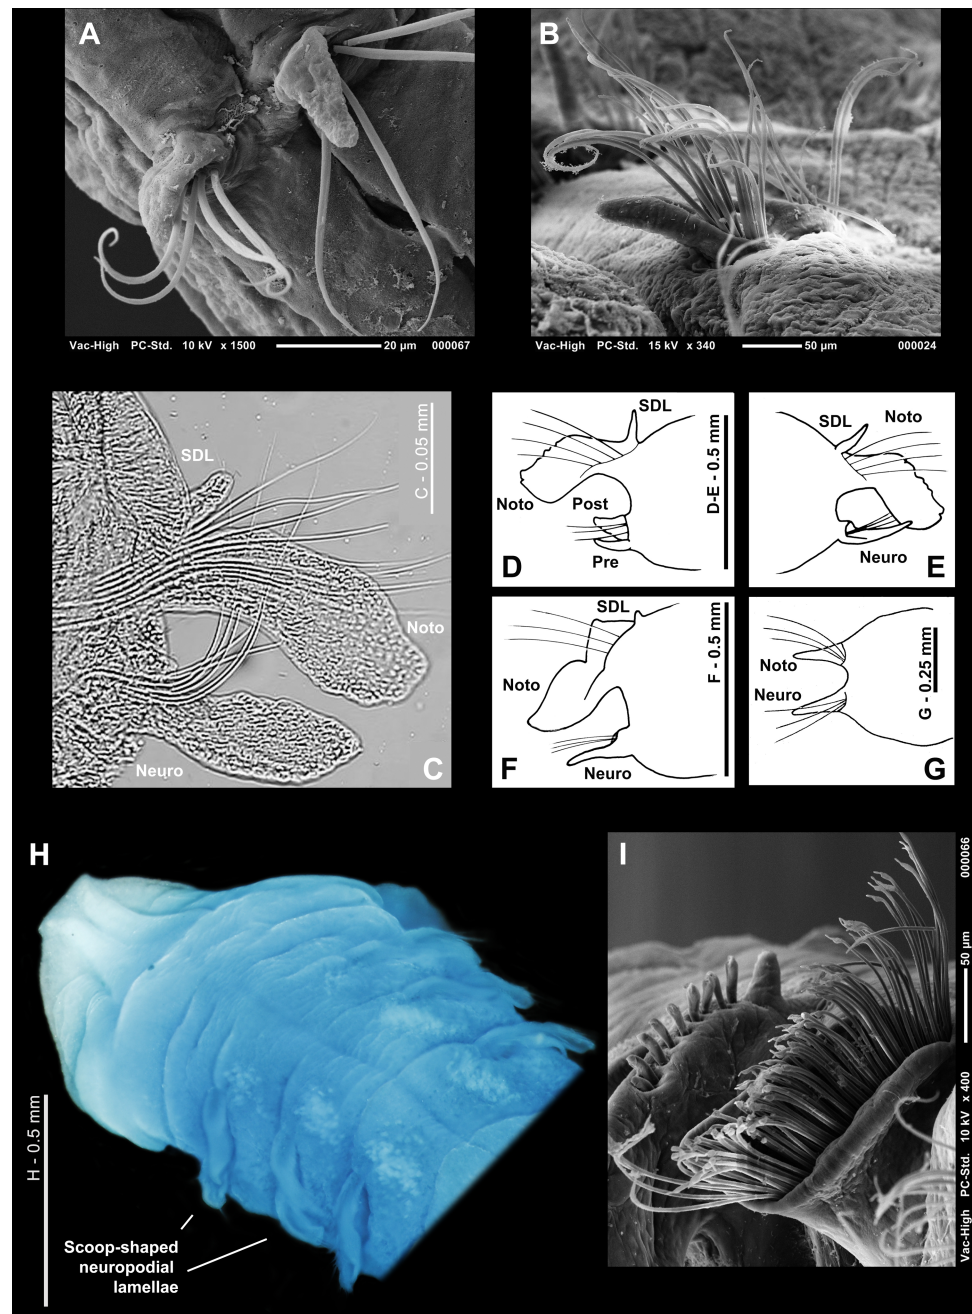 A
Vac-High PC-Std. 10 kV x 1500 20 µm 000067
B
Vac-High PC-Std. 15 kV x 340 50 µm 000024
C - 0.05 mm
SDL
Noto
Neuro
C
SDL
Noto
Post
Pre
D
D-E - 0.5 mm
SDL
Noto
Neuro
E
SDL
Noto
Neuro
F
F - 0.5 mm
Noto
Neuro
G - 0.25 mm
G
H
H - 0.5 mm
Scoop-shaped
neuropodial
lamellae
I
Vac-High PC-Std. 10 kV x 400 50 µm 000066